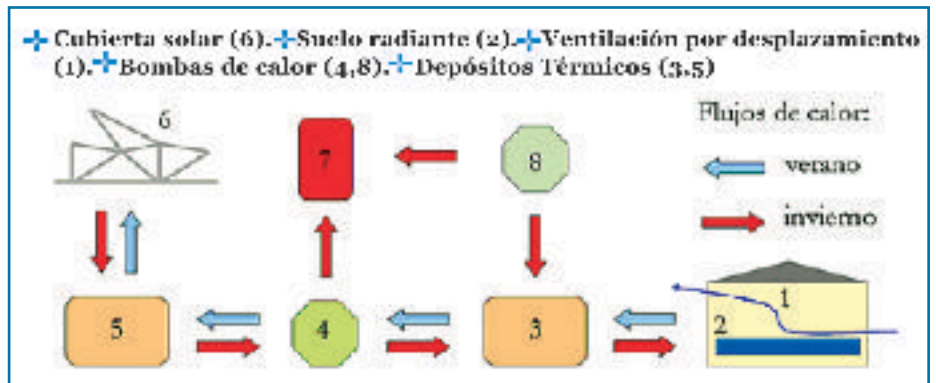 Cubierta solar (6). Suelo radiante (2). Ventilación por desplazamiento
(1). Bombas de calor (4,8). Depósitos Térmicos (3,5)
6
7
8
Flujos de calor:
verano
invierno
5
4
3
1
2